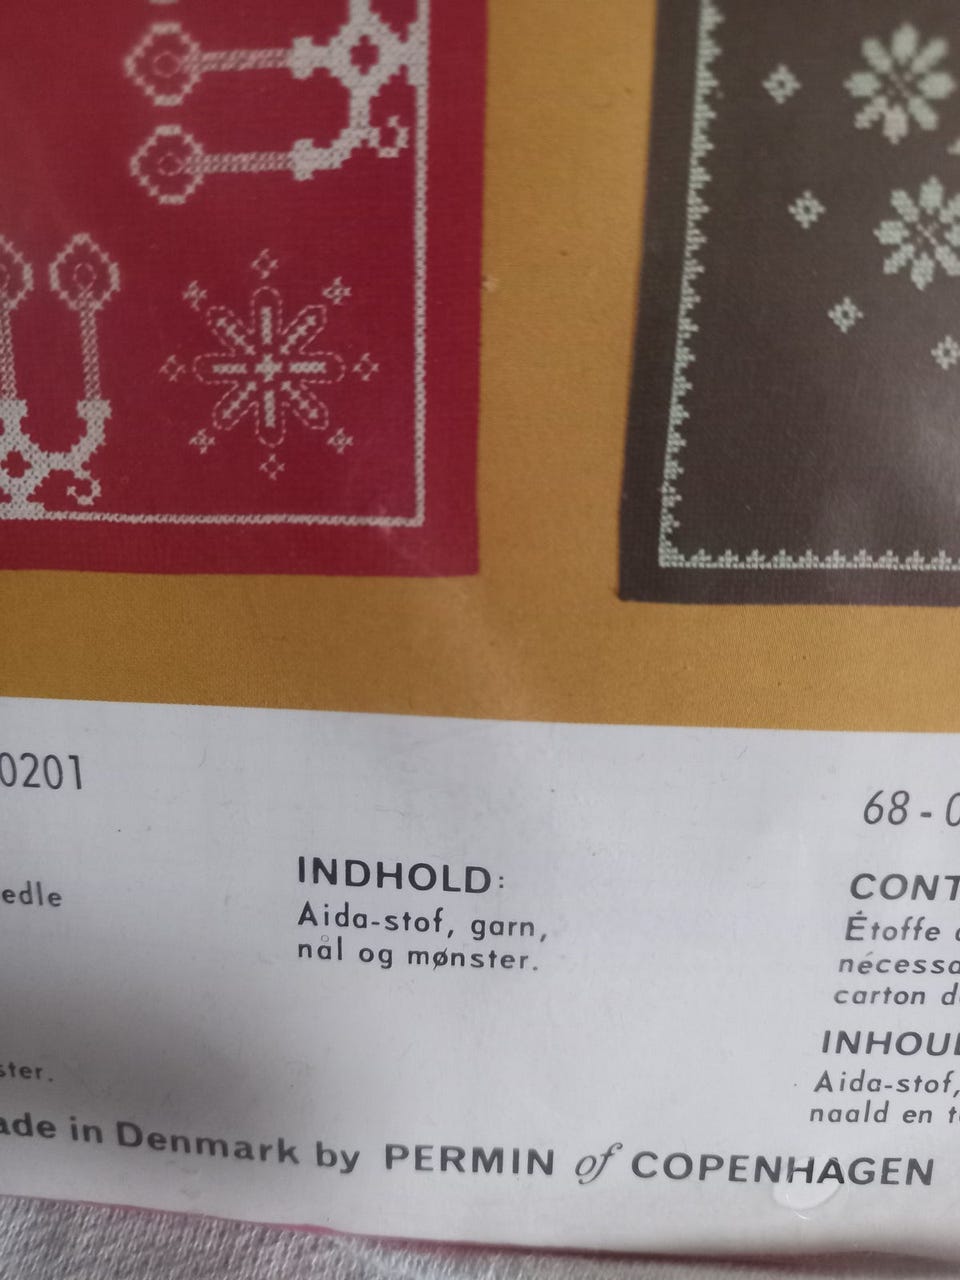 0201
68 - 0
edle
INDHOLD:
Aida-stof, garn,
nål og mønster.
CONT
Étoffe
nécessa
carton d
INHOU
Aida-stof,
naald en t
ster.
ade in Denmark by PERMIN of COPENHAGEN